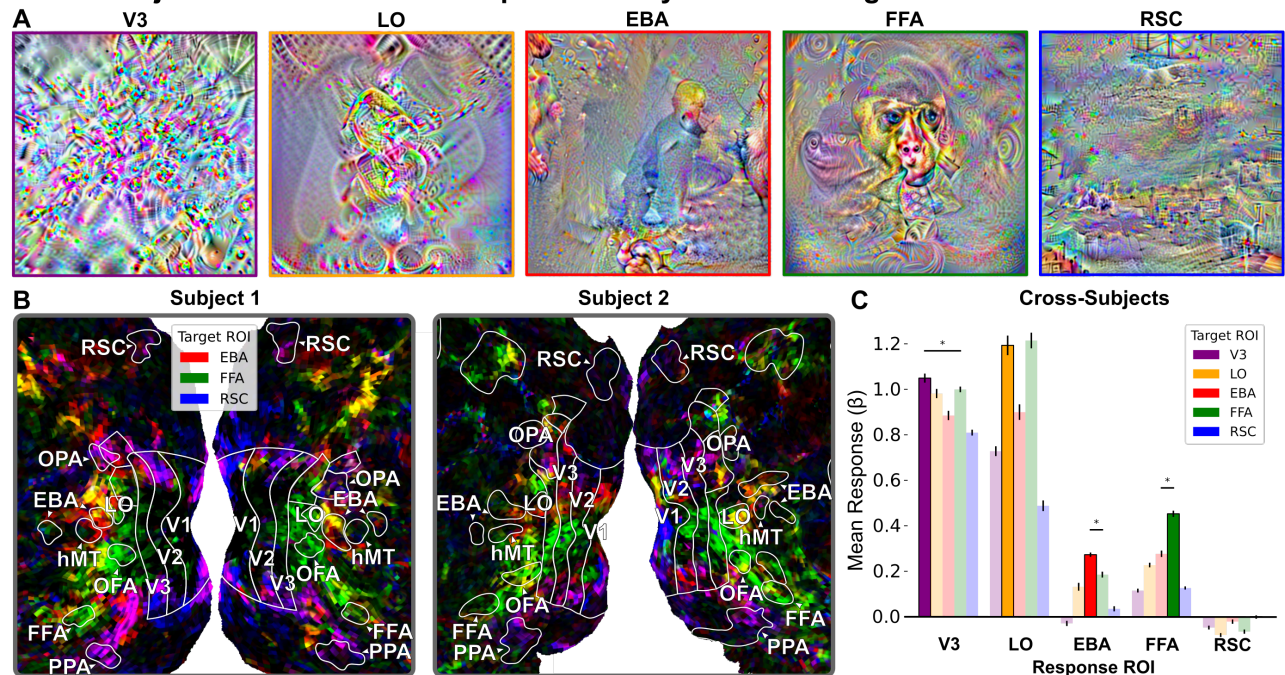 A
V3 LO EBA FFA RSC
B
Subject 1
Subject 2
RSC
RSC
Target ROI
EBA
FFA
RSC
OPA
OPA
EBA
EBA
LO
LO
V1
V1
hMT
hMT
V2
V2
OFA
OFA
V3
V3
FFA
FFA
PPA
PPA
RSC
RSC
OPA
OPA
V3
V3
EBA
EBA
LO
LO
V2
V2
V1
V1
hMT
hMT
OFA
OFA
FFA
FFA
PPA
PPA
C
Cross-Subjects
Mean Response (β)
1.2
1.0
0.8
0.6
0.4
0.2
0.0
*
*
*
Target ROI
V3
LO
EBA
FFA
RSC
V3 LO EBA FFA RSC
Response ROI